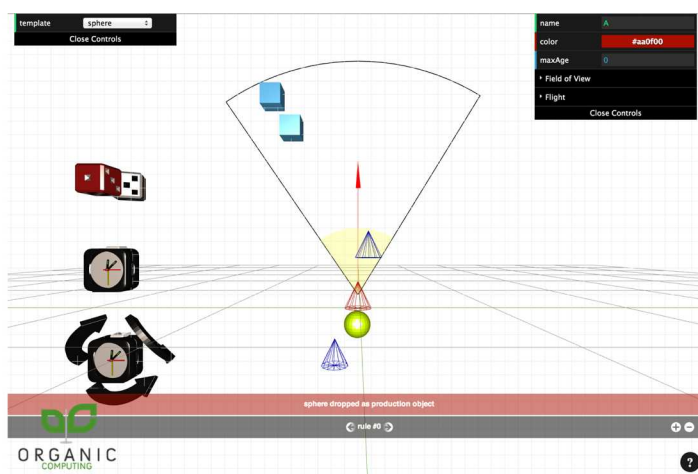 template sphere
Close Controls
name A
color #aa0f00
maxAge 0
Field of View
Flight
Close Controls
sphere dropped as production object
rule #0
ORGANIC
COMPUTING
?